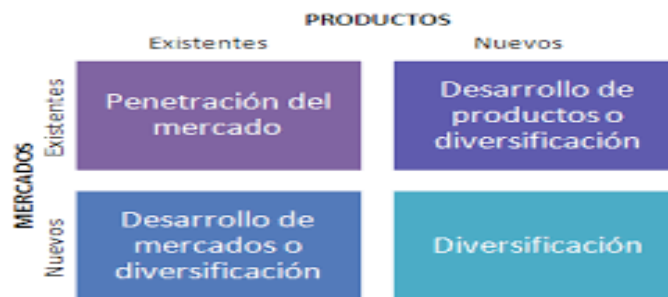 PRODUCTOS
Existentes Nuevos
MERCADOS
Existentes
Penetración del
mercado
Desarrollo de
productos o
diversificación
Nuevos
Desarrollo de
mercados o
diversificación
Diversificación